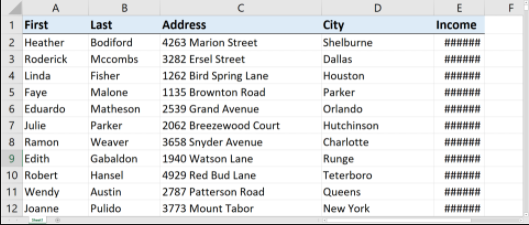 A B C D E F
1 First Last Address City Income
2 Heather Bodiford 4263 Marion Street Shelburne ######
3 Roderick Mccombs 3282 Ersel Street Dallas ######
4 Linda Fisher 1262 Bird Spring Lane Houston ######
5 Faye Malone 1135 Brownton Road Parker ######
6 Eduardo Matheson 2539 Grand Avenue Orlando ######
7 Julie Parker 2062 Breezewood Court Hutchinson ######
8 Ramon Weaver 3658 Snyder Avenue Charlotte ######
9 Edith Gabaldon 1940 Watson Lane Runge ######
10 Robert Hansel 4929 Red Bud Lane Teterboro ######
11 Wendy Austin 2787 Patterson Road Queens ######
12 Joanne Pulido 3773 Mount Tabor New York ######